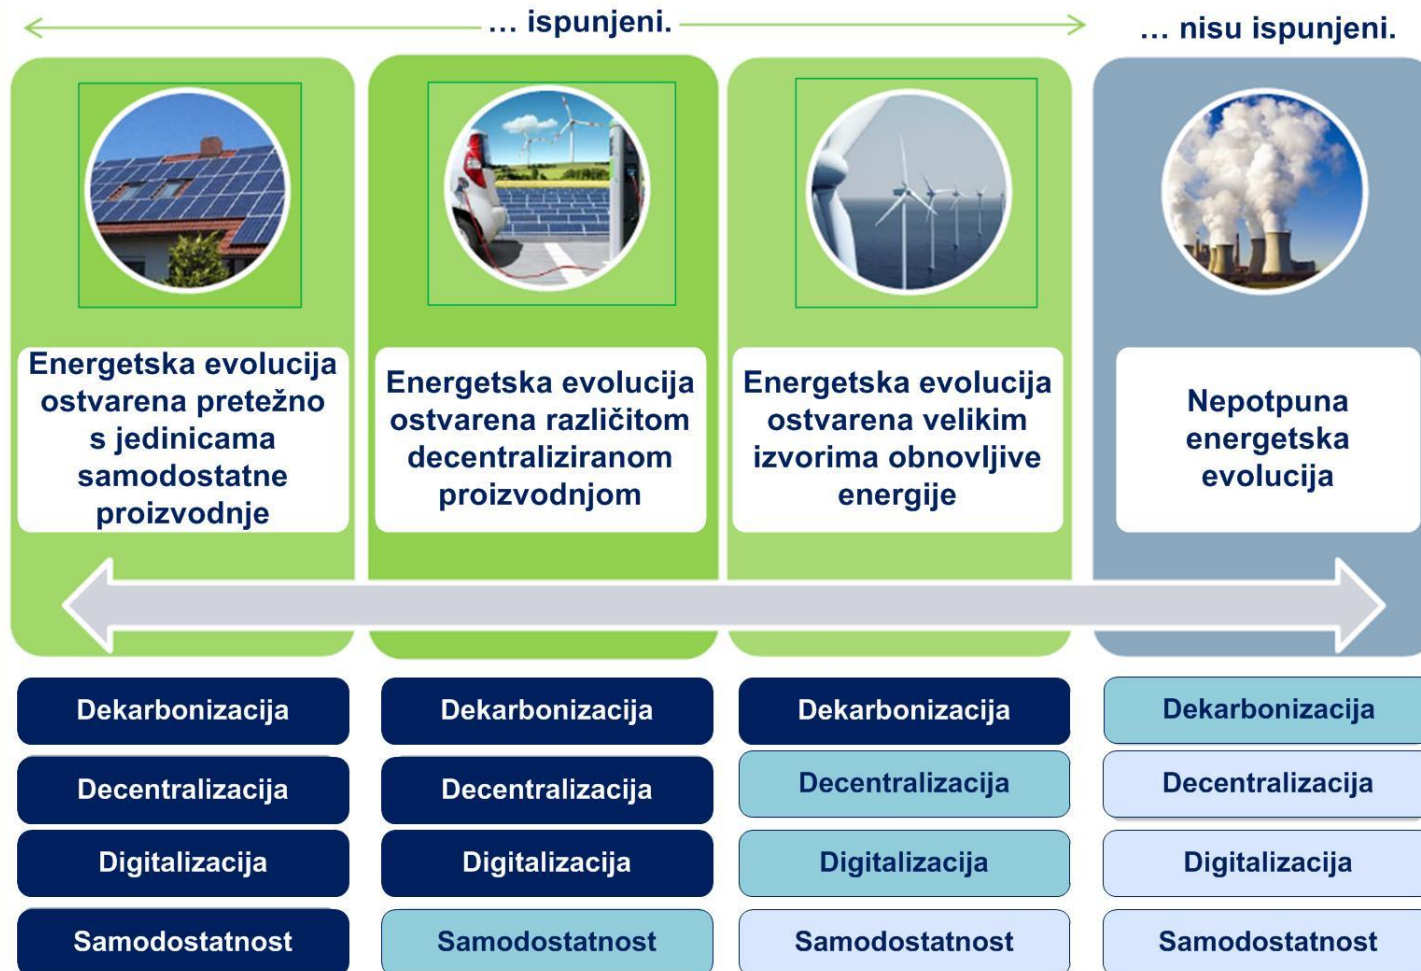 … ispunjeni.
… nisu ispunjeni.
Energetska evolucija
ostvarena pretežno
s jedinicama
samodostatne
proizvodnje
Energetska evolucija
ostvarena različitom
decentraliziranom
proizvodnjom
Energetska evolucija
ostvarena velikim
izvorima obnovljive
energije
Nepotpuna
energetska
evolucija
Dekarbonizacija
Dekarbonizacija
Dekarbonizacija
Dekarbonizacija
Decentralizacija
Decentralizacija
Decentralizacija
Decentralizacija
Digitalizacija
Digitalizacija
Digitalizacija
Digitalizacija
Samodostatnost
Samodostatnost
Samodostatnost
Samodostatnost